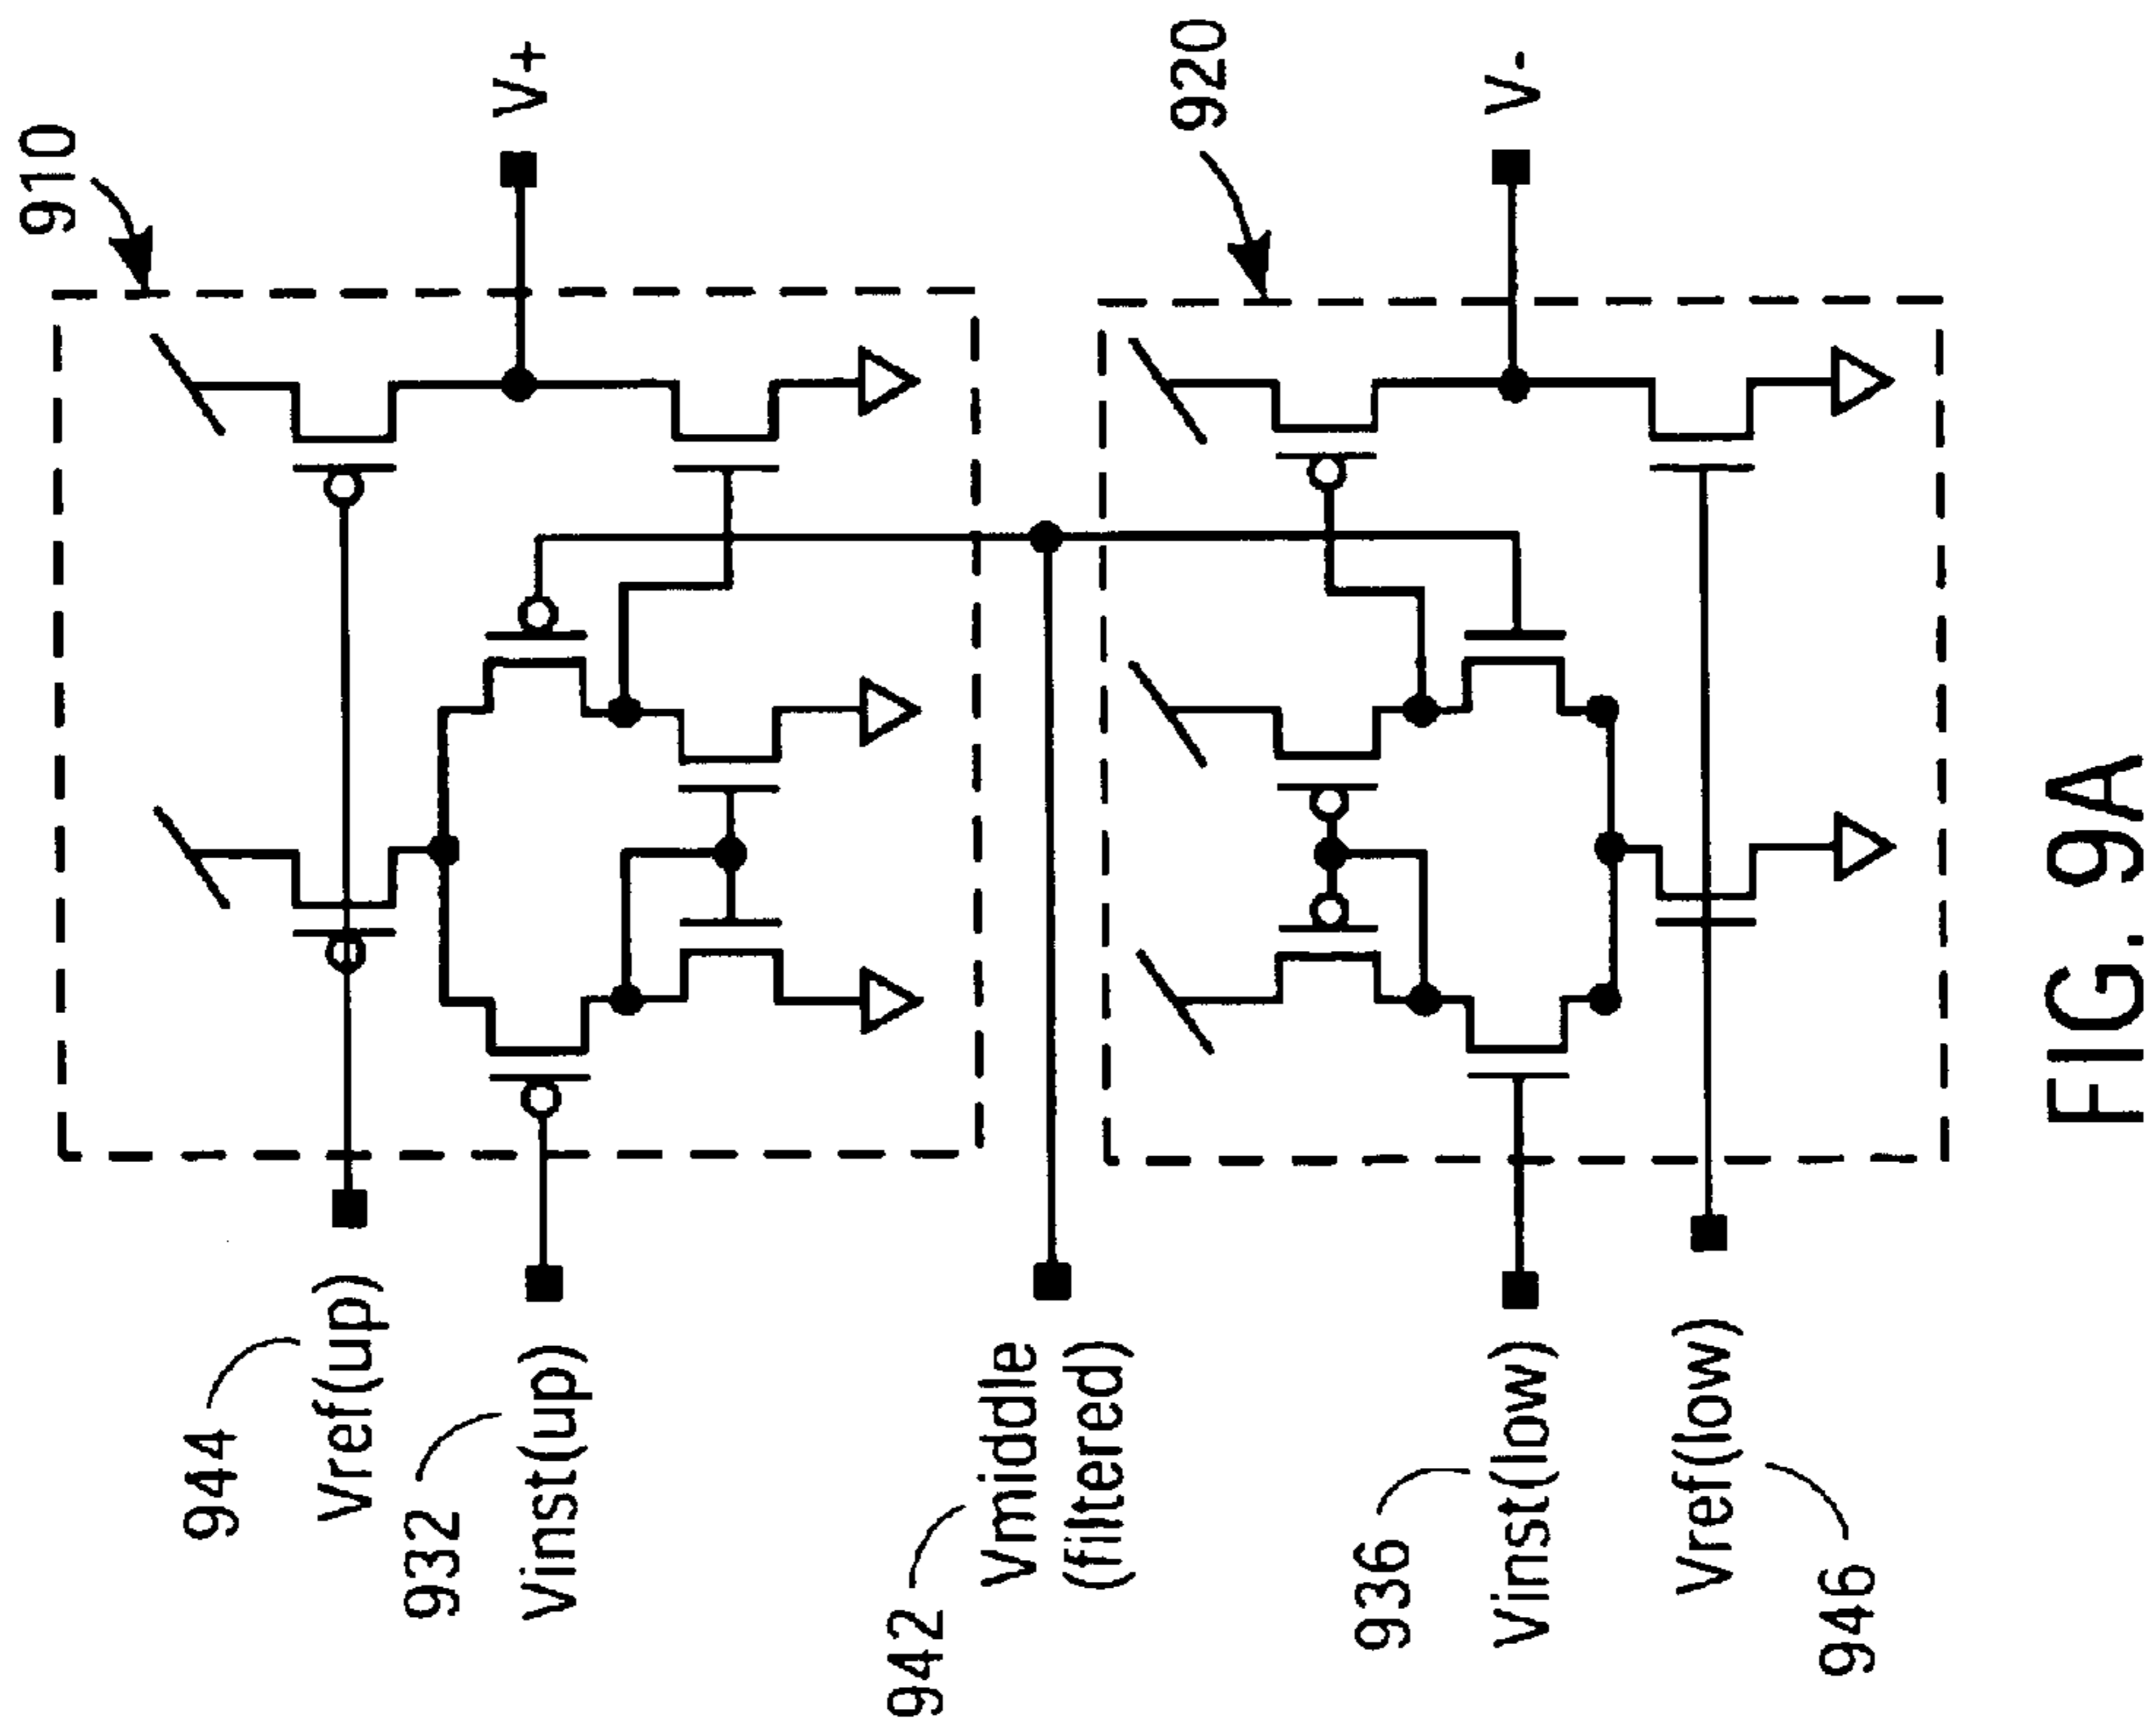 910
V+
944
Vref(up)
932
Vinst(up)
942
Vmiddle
(filtered)
920
V-
936
Vinst(low)
Vref(low)
946
FIG. 9A